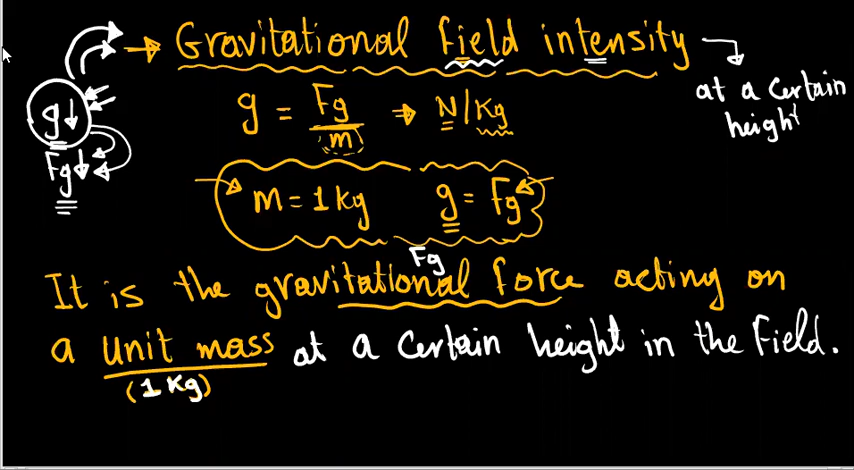 → Gravitational field intensity
at a certain
height
g = Fg/m → N/Kg
g↓
Fg↓
m = 1 kg g = Fg
Fg
It is the gravitational force acting on
a unit mass at a certain height in the field.
(1 Kg)